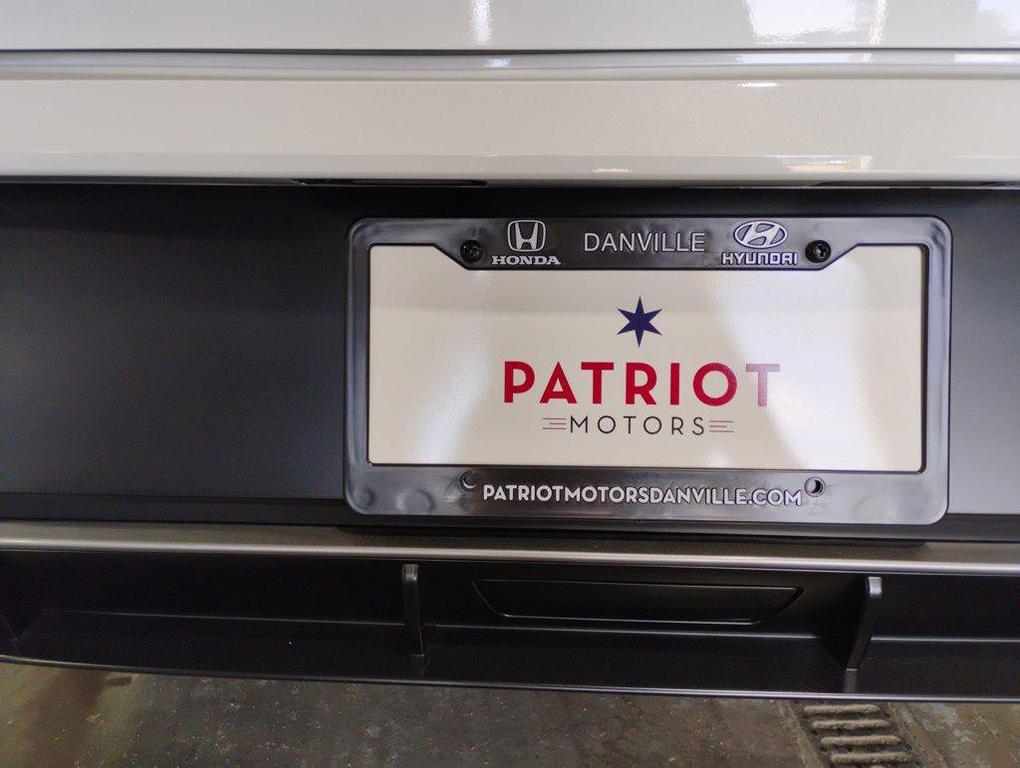 HONDA DANVILLE HYUNDAI
PATRIOT
MOTORS
PATRIOTMOTORSDANVILLE.COM